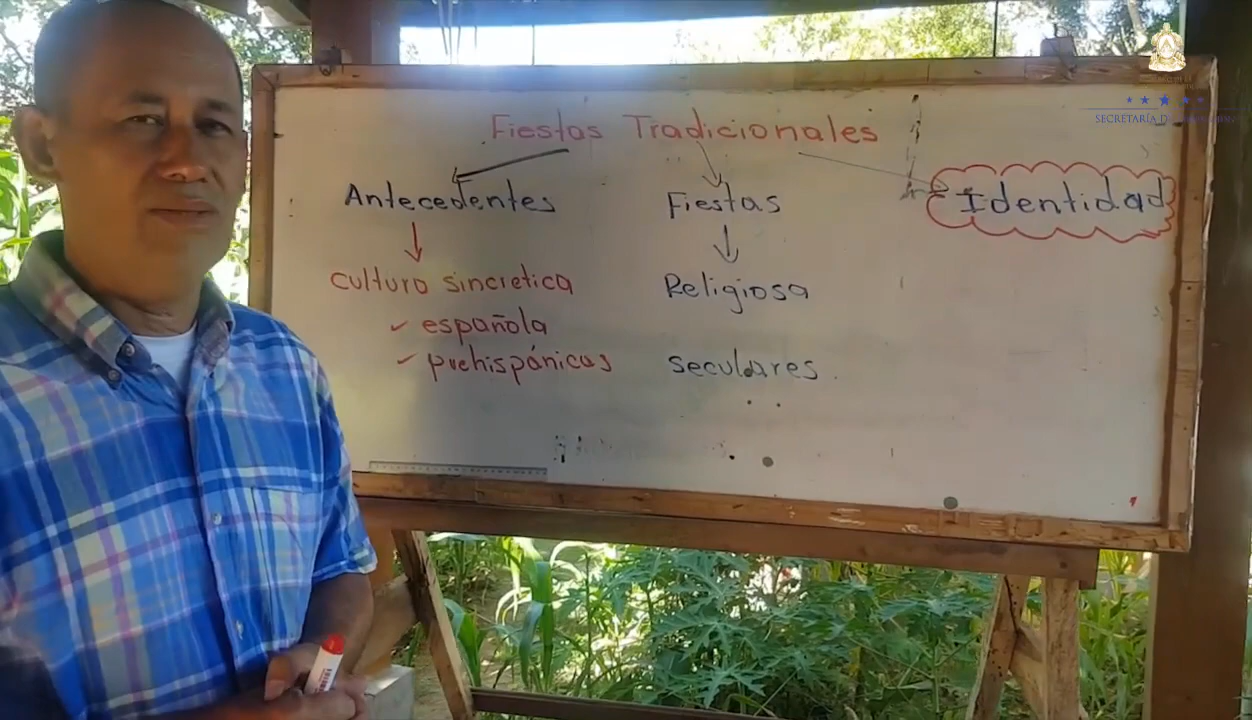 Fiestas Tradicionales
Antecedentes
Fiestas
Identidad
cultura sincretica
Religiosa
✓ española
✓ prehispánicas
seculares
SECRETARÍA DE